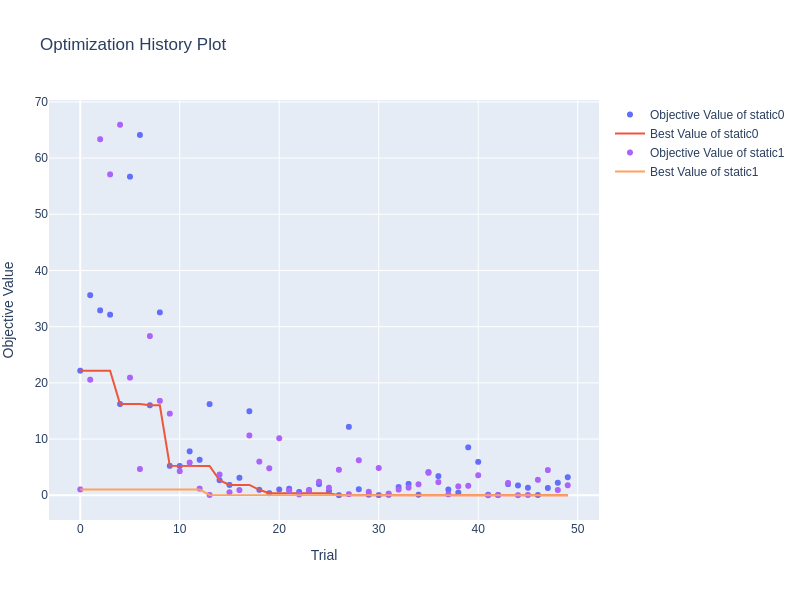 Optimization History Plot
Objective Value
70
60
50
40
30
20
10
0
0
10
20
30
40
50
Trial
Objective Value of static0
Best Value of static0
Objective Value of static1
Best Value of static1